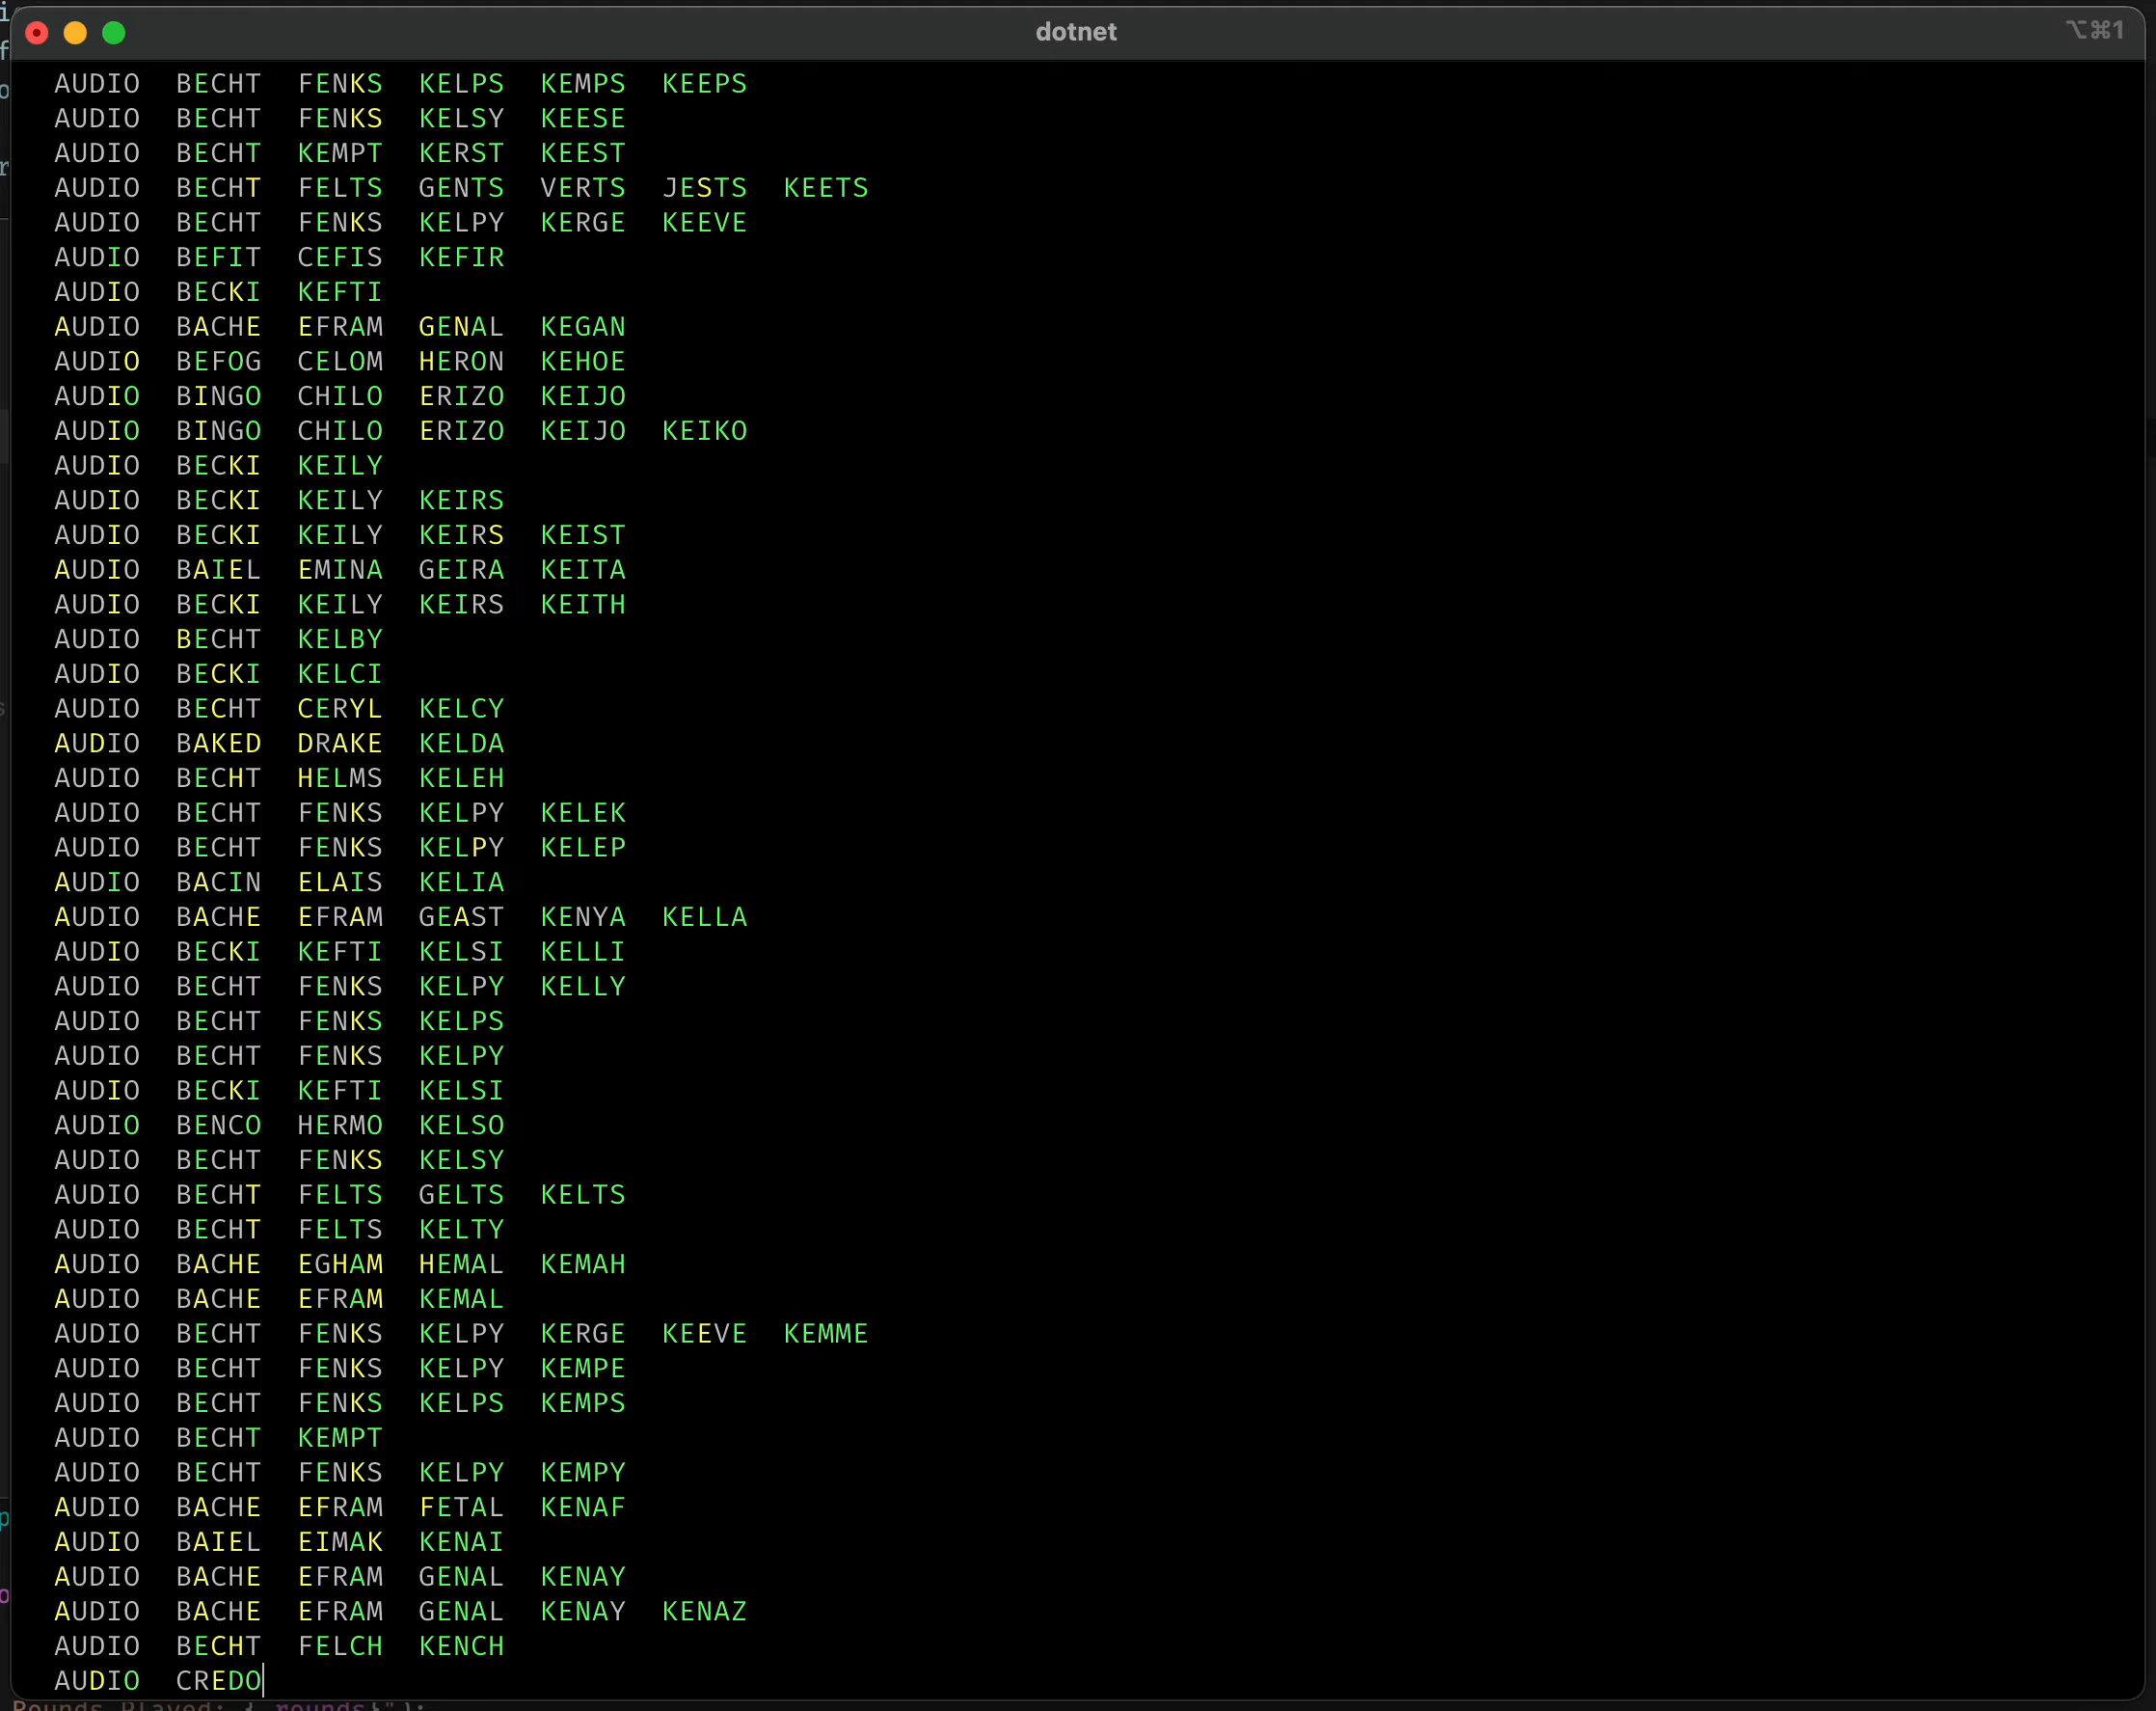 dotnet
⌥⌘1
AUDIO BECHT FENKS KELPS KEMPS KEEPS
AUDIO BECHT FENKS KELSY KEESE
AUDIO BECHT KEMPT KERST KEEST
AUDIO BECHT FELTS GENTS VERTS JESTS KEETS
AUDIO BECHT FENKS KELPY KERGE KEEVE
AUDIO BEFIT CEFIS KEFIR
AUDIO BECKI KEFTI
AUDIO BACHE EFRAM GENAL KEGAN
AUDIO BEFOG CELOM HERON KEHOE
AUDIO BINGO CHILO ERIZO KEIJO
AUDIO BINGO CHILO ERIZO KEIJO KEIKO
AUDIO BECKI KEILY
AUDIO BECKI KEILY KEIRS
AUDIO BECKI KEILY KEIRS KEIST
AUDIO BAIEL EMINA GEIRA KEITA
AUDIO BECKI KEILY KEIRS KEITH
AUDIO BECHT KELBY
AUDIO BECKI KELCI
AUDIO BECHT CERYL KELCY
AUDIO BAKED DRAKE KELDA
AUDIO BECHT HELMS KELEH
AUDIO BECHT FENKS KELPY KELEK
AUDIO BECHT FENKS KELPY KELEP
AUDIO BACIN ELAIS KELIA
AUDIO BACHE EFRAM GEAST KENYA KELLA
AUDIO BECKI KEFTI KELSI KELLI
AUDIO BECHT FENKS KELPY KELLY
AUDIO BECHT FENKS KELPS
AUDIO BECHT FENKS KELPY
AUDIO BECKI KEFTI KELSI
AUDIO BENCO HERMO KELSO
AUDIO BECHT FENKS KELSY
AUDIO BECHT FELTS GELTS KELTS
AUDIO BECHT FELTS KELTY
AUDIO BACHE EGHAM HEMAL KEMAH
AUDIO BACHE EFRAM KEMAL
AUDIO BECHT FENKS KELPY KERGE KEEVE KEMME
AUDIO BECHT FENKS KELPY KEMPE
AUDIO BECHT FENKS KELPS KEMPS
AUDIO BECHT KEMPT
AUDIO BECHT FENKS KELPY KEMPY
AUDIO BACHE EFRAM FETAL KENAF
AUDIO BAIEL EIMAK KENAI
AUDIO BACHE EFRAM GENAL KENAY
AUDIO BACHE EFRAM GENAL KENAY KENAZ
AUDIO BECHT FELCH KENCH
AUDIO CREDO
Rounds Played: { rounds}");